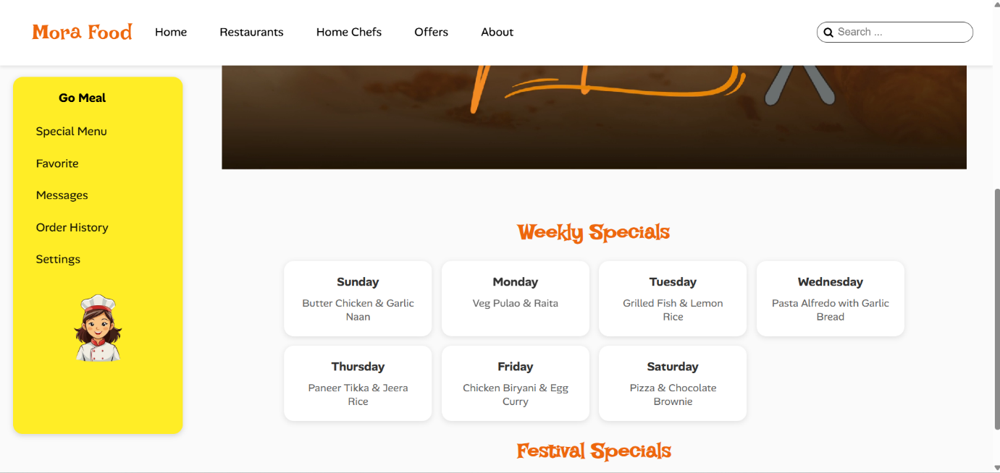 Mora Food
Home
Restaurants
Home Chefs
Offers
About
Search ...
Go Meal
Special Menu
Favorite
Messages
Order History
Settings
Weekly Specials
Sunday
Butter Chicken & Garlic
Naan
Monday
Veg Pulao & Raita
Tuesday
Grilled Fish & Lemon
Rice
Wednesday
Pasta Alfredo with Garlic
Bread
Thursday
Paneer Tikka & Jeera
Rice
Friday
Chicken Biryani & Egg
Curry
Saturday
Pizza & Chocolate
Brownie
Festival Specials